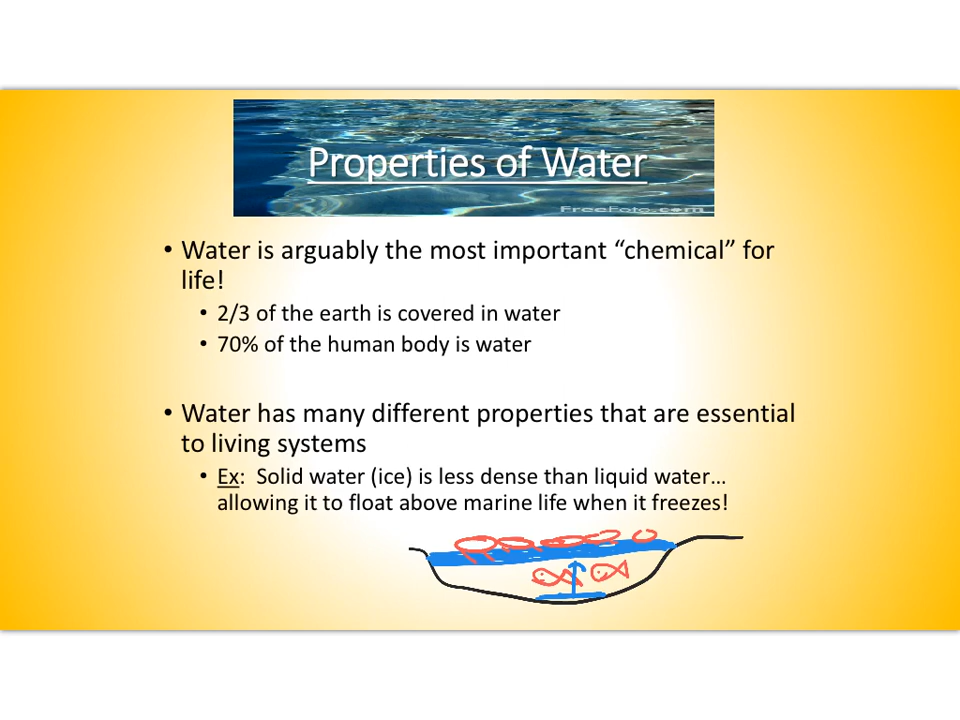 Properties of Water
FreeFoto.com
• Water is arguably the most important “chemical” for
life!
• 2/3 of the earth is covered in water
• 70% of the human body is water
• Water has many different properties that are essential
to living systems
• Ex: Solid water (ice) is less dense than liquid water…
allowing it to float above marine life when it freezes!